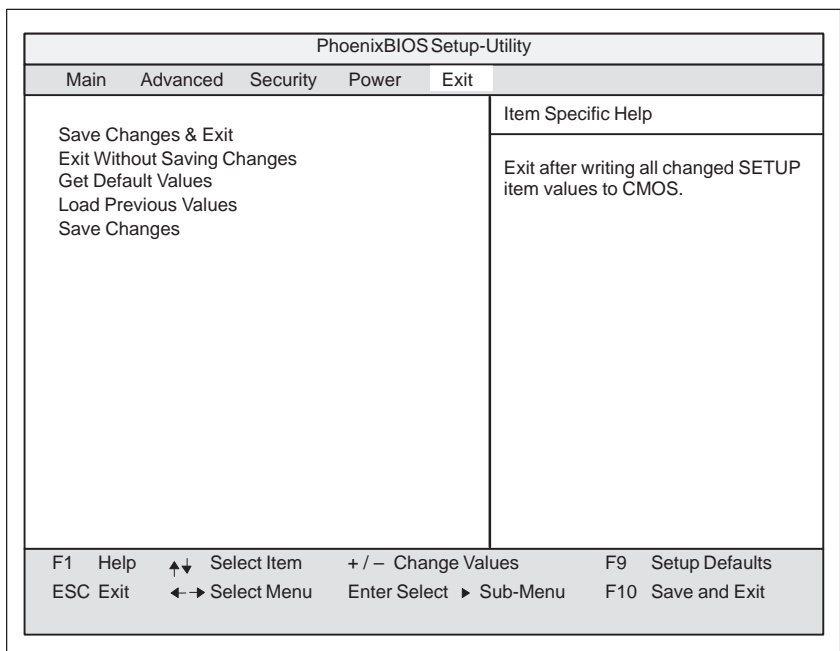 PhoenixBIOS Setup-Utility
Main Advanced Security Power Exit
Save Changes & Exit
Exit Without Saving Changes
Get Default Values
Load Previous Values
Save Changes
Item Specific Help
Exit after writing all changed SETUP
item values to CMOS.
F1 Help ▲▼ Select Item + / – Change Values F9 Setup Defaults
ESC Exit ◄► Select Menu Enter Select ► Sub-Menu F10 Save and Exit